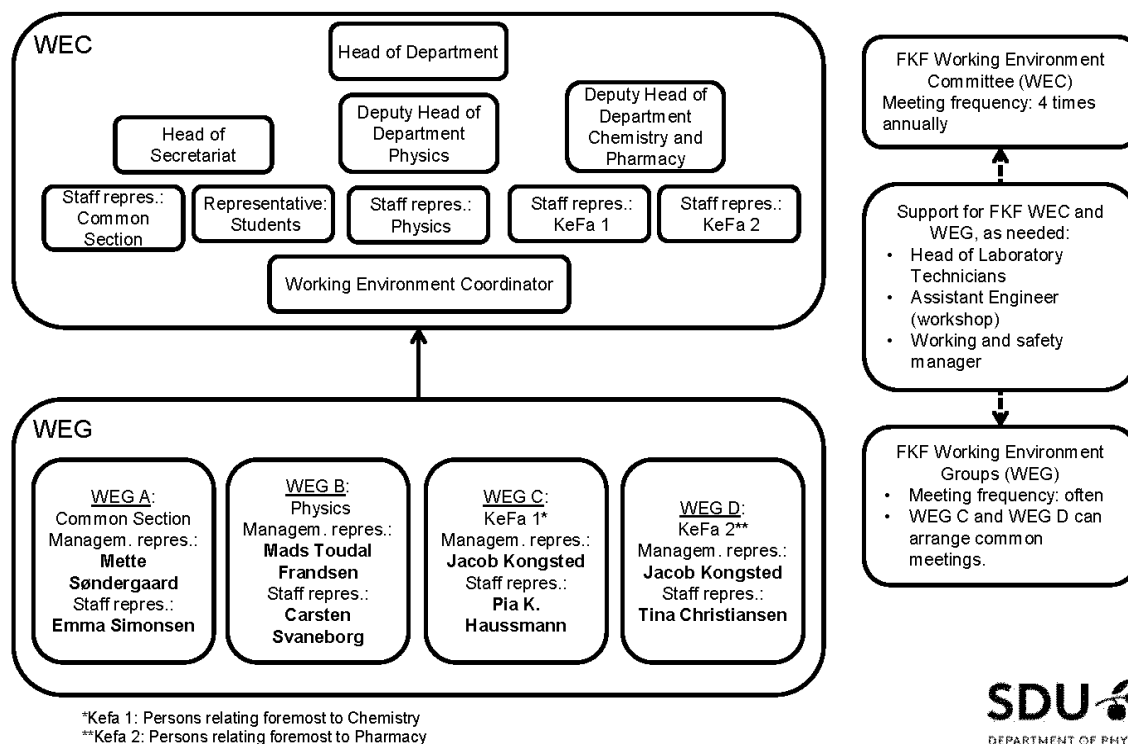 WEC
Head of Department
Head of
Secretariat
Deputy Head of
Department
Physics
Deputy Head of
Department
Chemistry and
Pharmacy
Staff repres.:
Common
Section
Representative:
Students
Staff repres.:
Physics
Staff repres.:
KeFa 1
Staff repres.:
KeFa 2
Working Environment Coordinator
WEG
WEG A:
Common Section
Managem. repres.:
Mette
Søndergaard
Staff repres.:
Emma Simonsen
WEG B:
Physics
Managem. repres.:
Mads Toudal
Frandsen
Staff repres.:
Carsten
Svaneborg
WEG C:
KeFa 1*
Managem. repres.:
Jacob Kongsted
Staff repres.:
Pia K.
Haussmann
WEG D:
KeFa 2**
Managem. repres.:
Jacob Kongsted
Staff repres.:
Tina Christiansen
*Kefa 1: Persons relating foremost to Chemistry
**Kefa 2: Persons relating foremost to Pharmacy
FKF Working Environment
Committee (WEC)
Meeting frequency: 4 times
annually
Support for FKF WEC and
WEG, as needed:
• Head of Laboratory
Technicians
• Assistant Engineer
(workshop)
• Working and safety
manager
FKF Working Environment
Groups (WEG)
• Meeting frequency: often
• WEG C and WEG D can
arrange common
meetings.
SDU
DEPARTMENT OF PHY